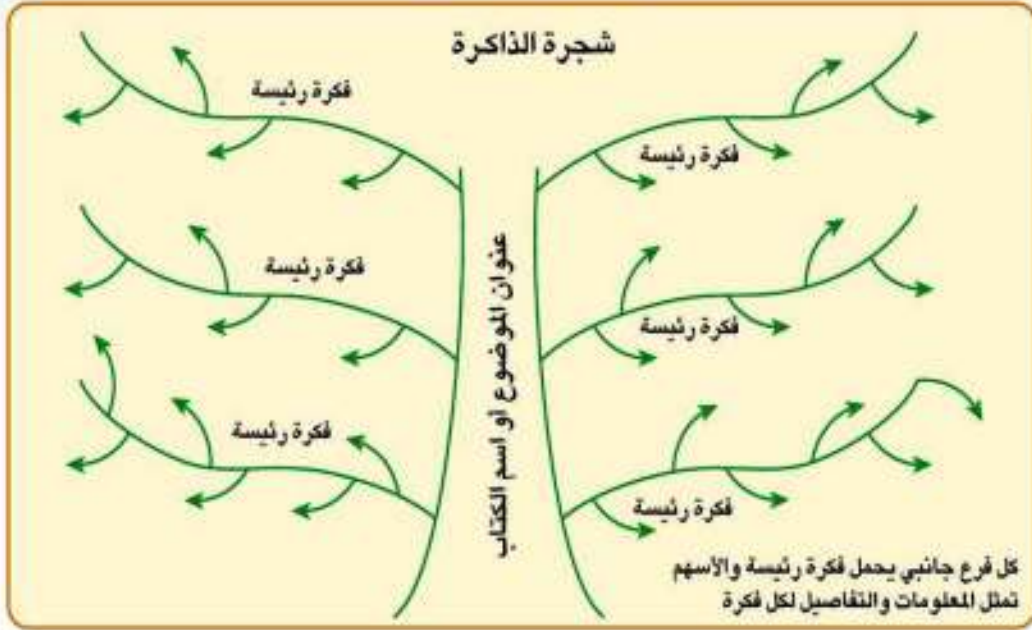 شجرة الذاكرة
فكرة رئيسة
فكرة رئيسة
فكرة رئيسة
فكرة رئيسة
فكرة رئيسة
فكرة رئيسة
عنوان الموضوع أو اسم الكتاب
كل فرع جانبي يحمل فكرة رئيسة والأسهم
تمثل المعلومات والتفاصيل لكل فكرة